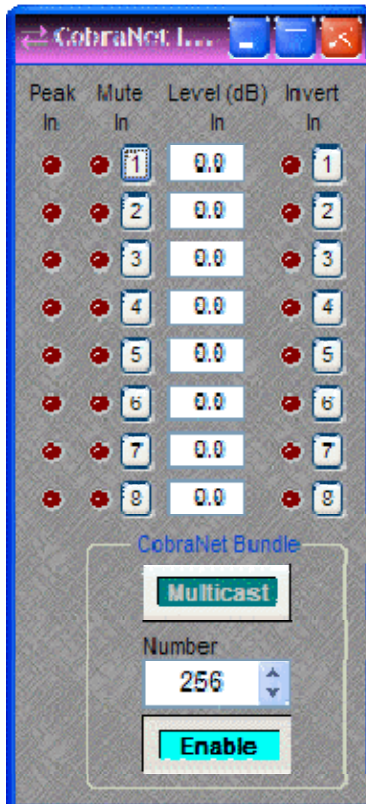 CobraNet I...
Peak Mute Level (dB) Invert
In In In In
1 0.0 1
2 0.0 2
3 0.0 3
4 0.0 4
5 0.0 5
6 0.0 6
7 0.0 7
8 0.0 8
CobraNet Bundle
Multicast
Number
256
Enable